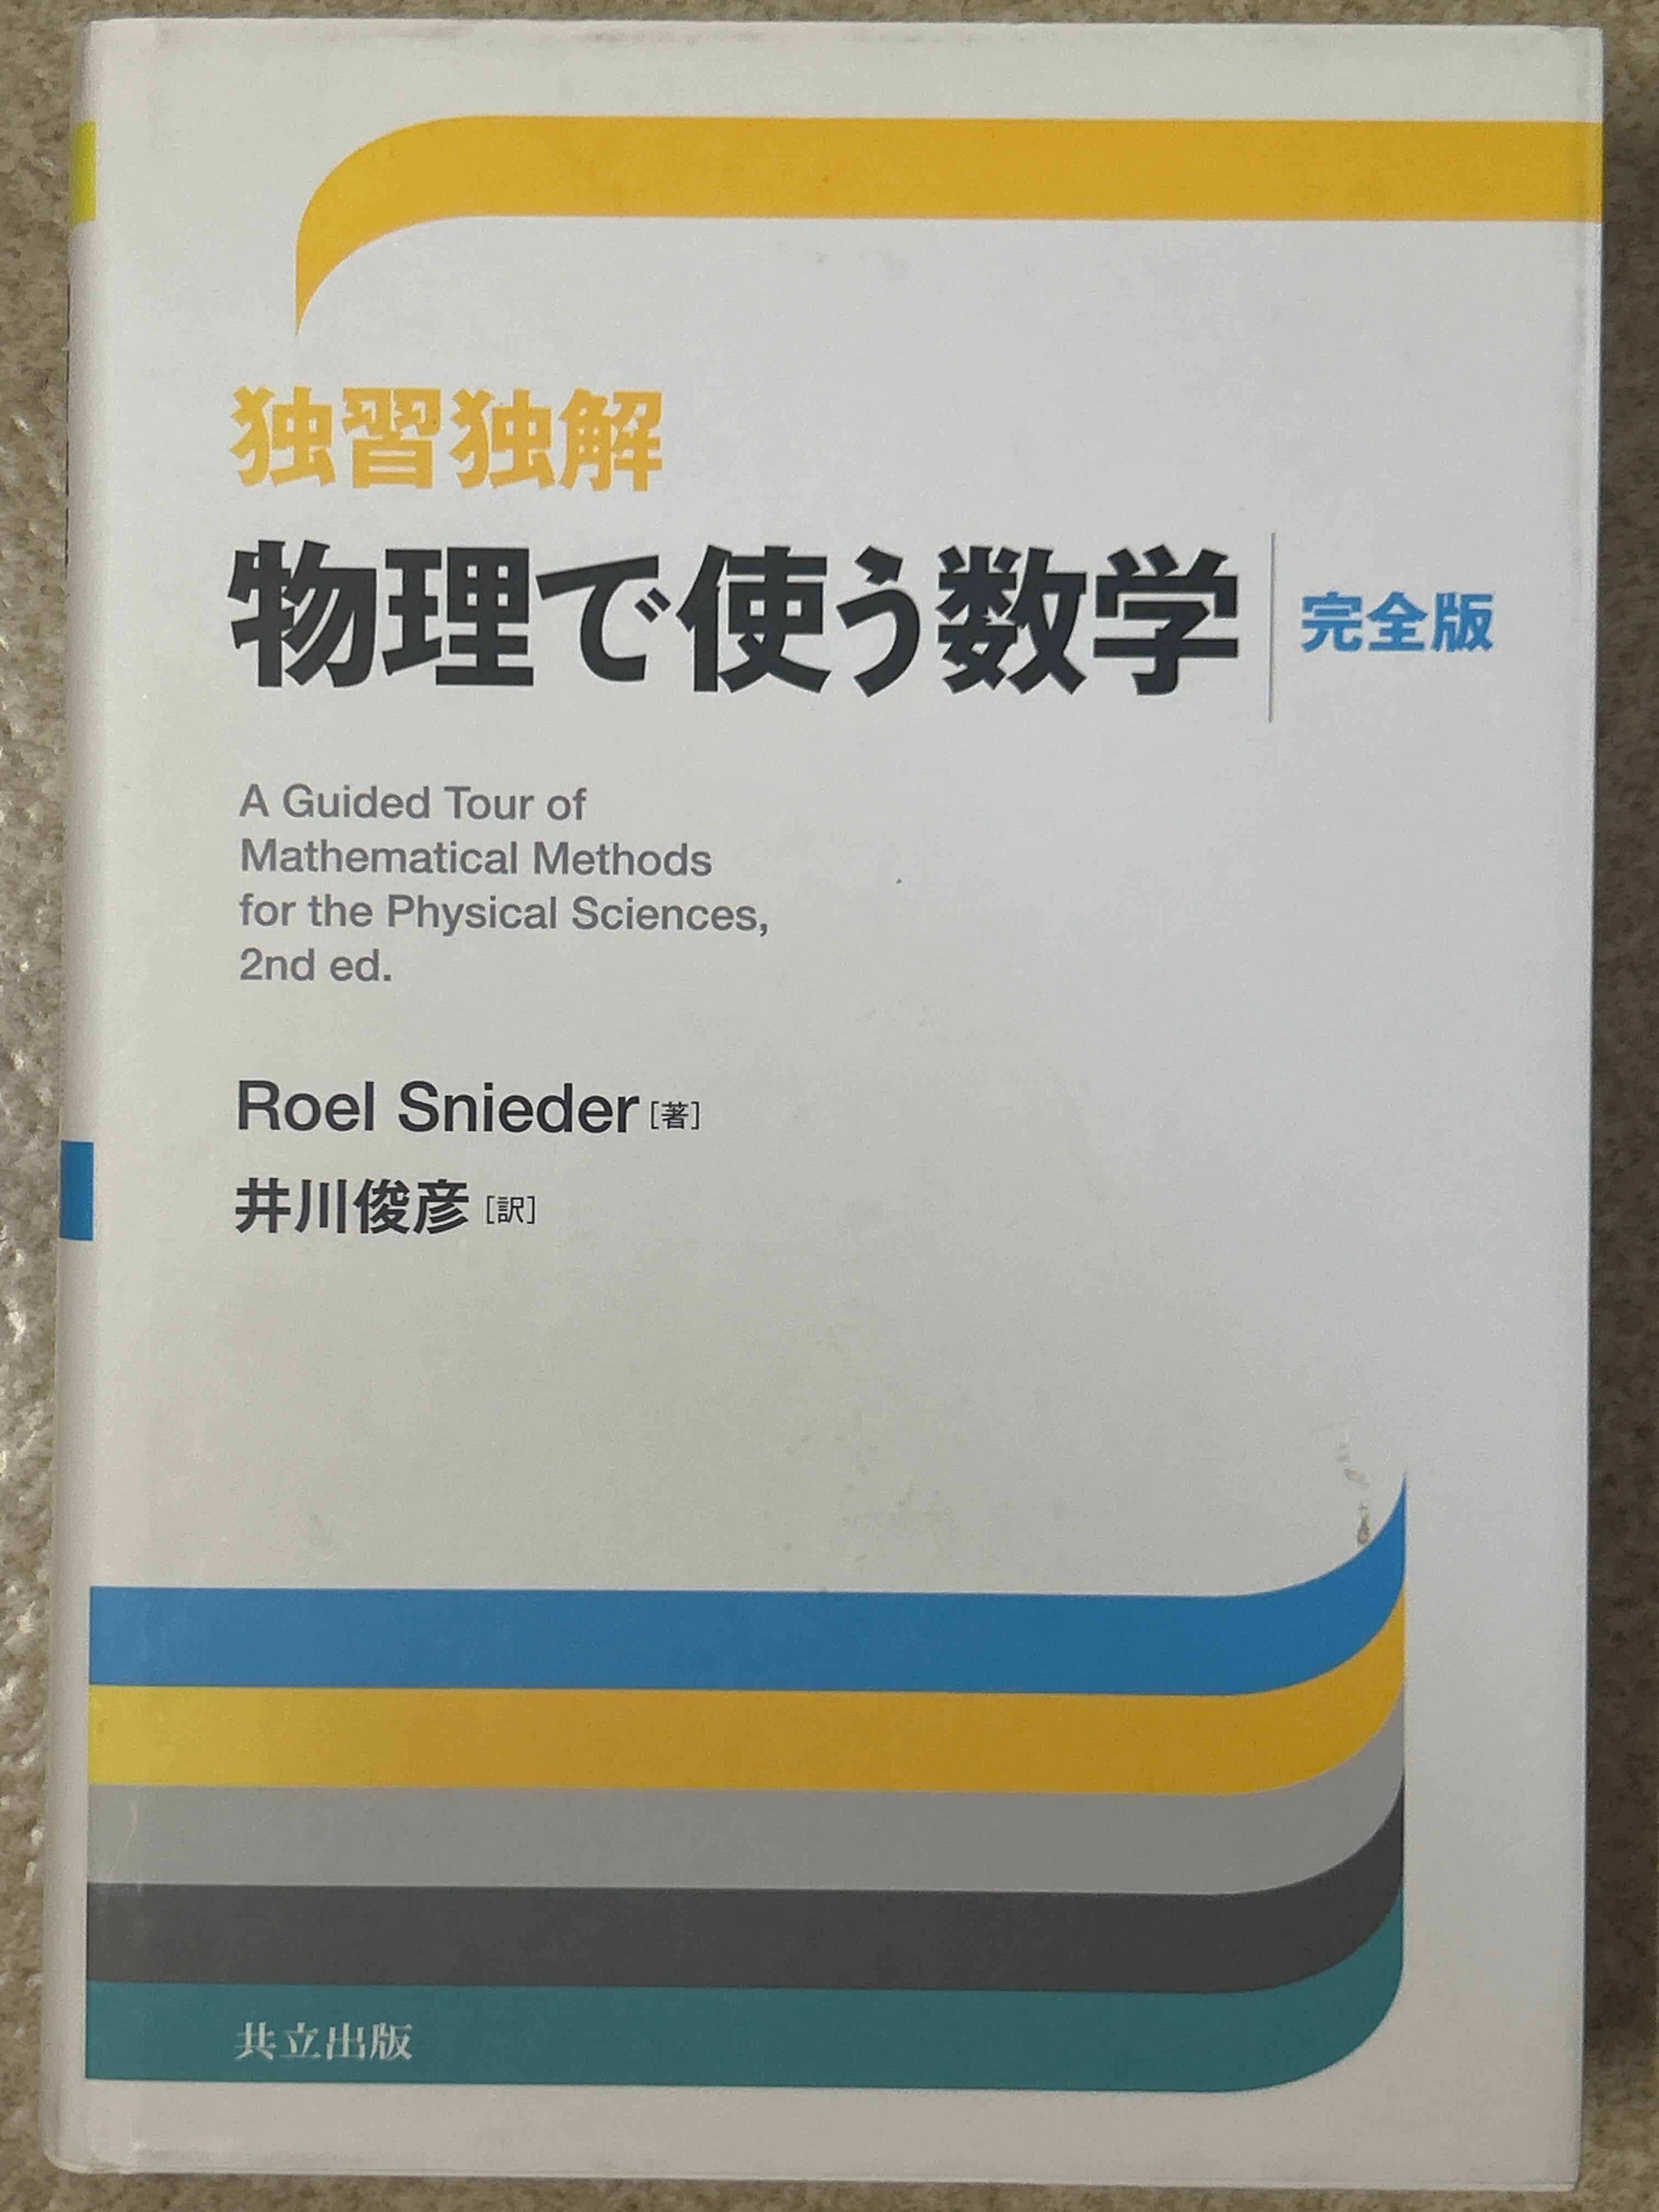 独習独解
物理で使う数学 完全版
A Guided Tour of
Mathematical Methods
for the Physical Sciences,
2nd ed.
Roel Snieder [著]
井川俊彦 [訳]
共立出版